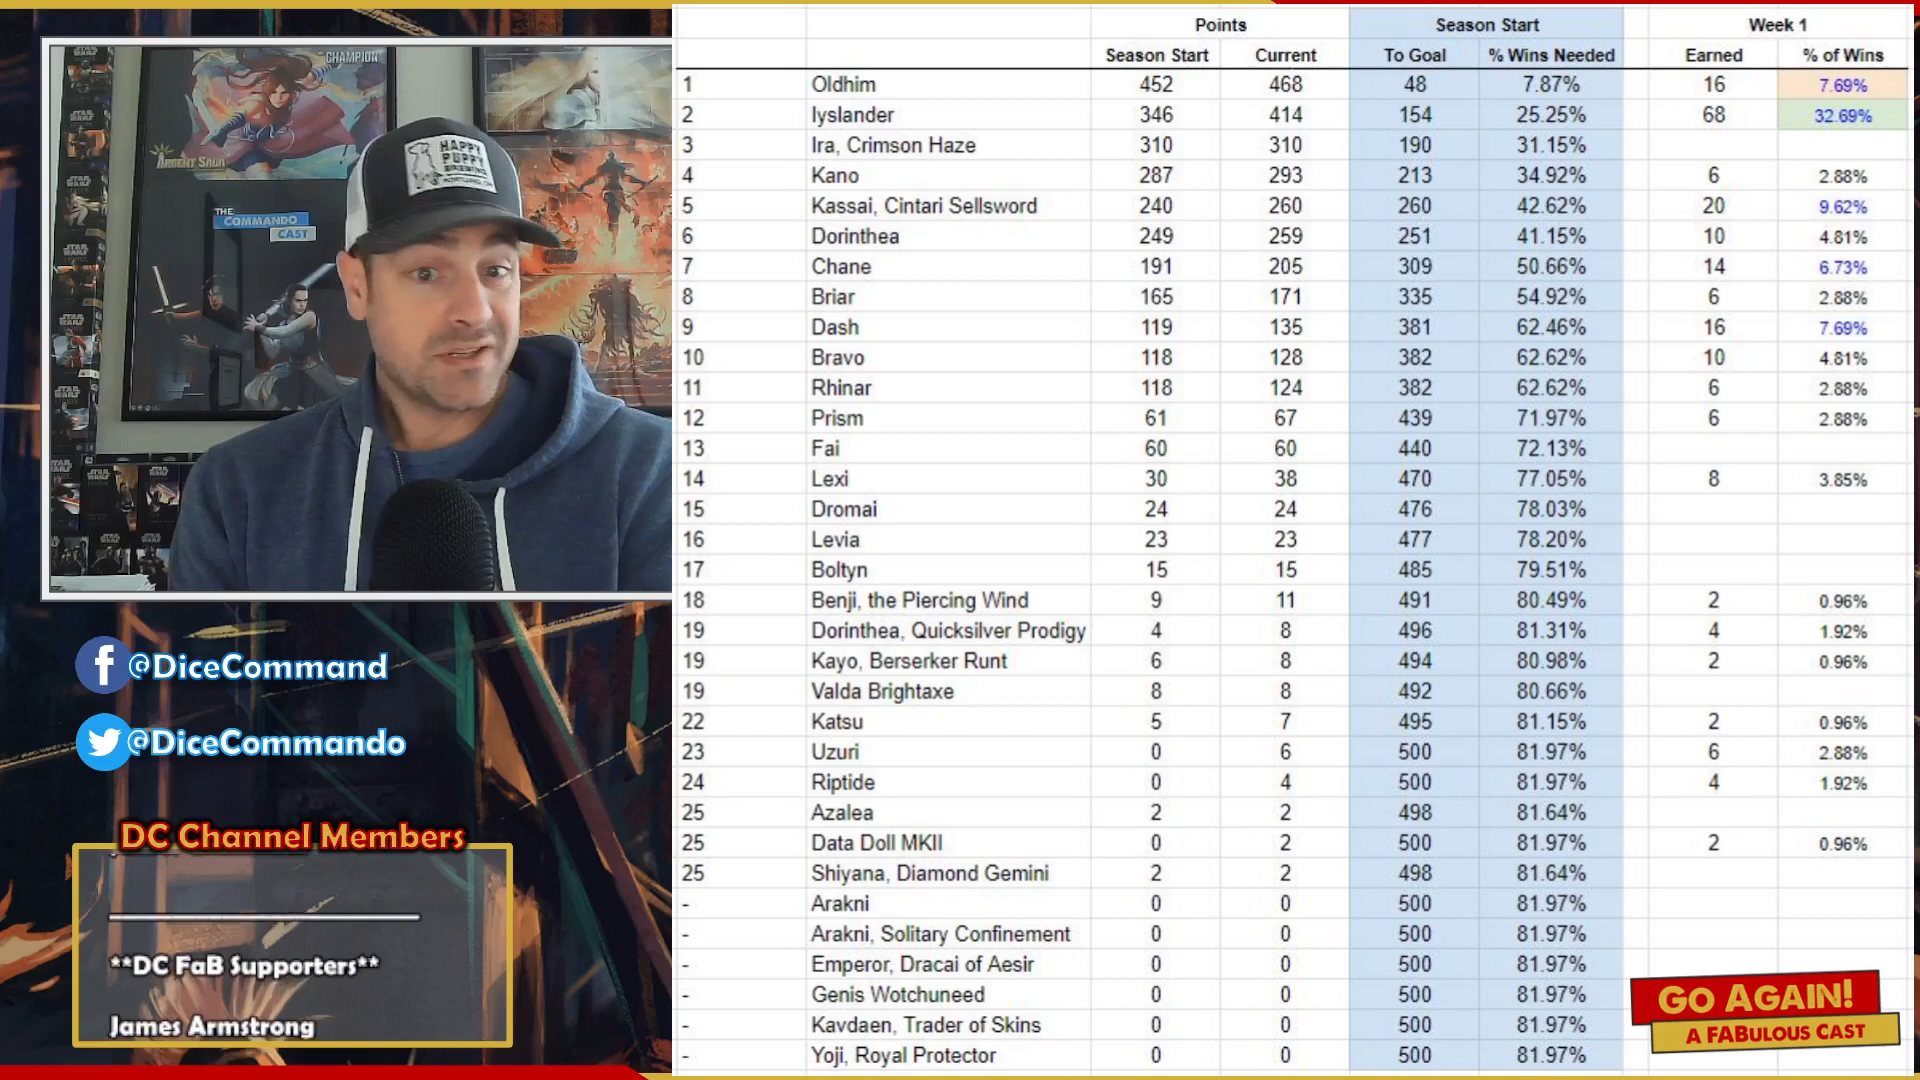 CHAMPION
ARGENT SAGA
THE
COMMANDO
CAST
HAPPY
PUPPY
BREWING
STAR WARS
@DiceCommand
@DiceCommando
DC Channel Members
**DC FaB Supporters**
James Armstrong
Points Season Start Week 1
Season Start Current To Goal % Wins Needed Earned % of Wins
1 Oldhim 452 468 48 7.87% 16 7.69%
2 Iyslander 346 414 154 25.25% 68 32.69%
3 Ira, Crimson Haze 310 310 190 31.15%
4 Kano 287 293 213 34.92% 6 2.88%
5 Kassai, Cintari Sellsword 240 260 260 42.62% 20 9.62%
6 Dorinthea 249 259 251 41.15% 10 4.81%
7 Chane 191 205 309 50.66% 14 6.73%
8 Briar 165 171 335 54.92% 6 2.88%
9 Dash 119 135 381 62.46% 16 7.69%
10 Bravo 118 128 382 62.62% 10 4.81%
11 Rhinar 118 124 382 62.62% 6 2.88%
12 Prism 61 67 439 71.97% 6 2.88%
13 Fai 60 60 440 72.13%
14 Lexi 30 38 470 77.05% 8 3.85%
15 Dromai 24 24 476 78.03%
16 Levia 23 23 477 78.20%
17 Boltyn 15 15 485 79.51%
18 Benji, the Piercing Wind 9 11 491 80.49% 2 0.96%
19 Dorinthea, Quicksilver Prodigy 4 8 496 81.31% 4 1.92%
19 Kayo, Berserker Runt 6 8 494 80.98% 2 0.96%
19 Valda Brightaxe 8 8 492 80.66%
22 Katsu 5 7 495 81.15% 2 0.96%
23 Uzuri 0 6 500 81.97% 6 2.88%
24 Riptide 0 4 500 81.97% 4 1.92%
25 Azalea 2 2 498 81.64%
25 Data Doll MKII 0 2 500 81.97% 2 0.96%
25 Shiyana, Diamond Gemini 2 2 498 81.64%
- Arakni 0 0 500 81.97%
- Arakni, Solitary Confinement 0 0 500 81.97%
- Emperor, Dracai of Aesir 0 0 500 81.97%
- Genis Wotchuneed 0 0 500 81.97%
- Kavdaen, Trader of Skins 0 0 500 81.97%
- Yoji, Royal Protector 0 0 500 81.97%
GO AGAIN!
A FABULOUS CAST